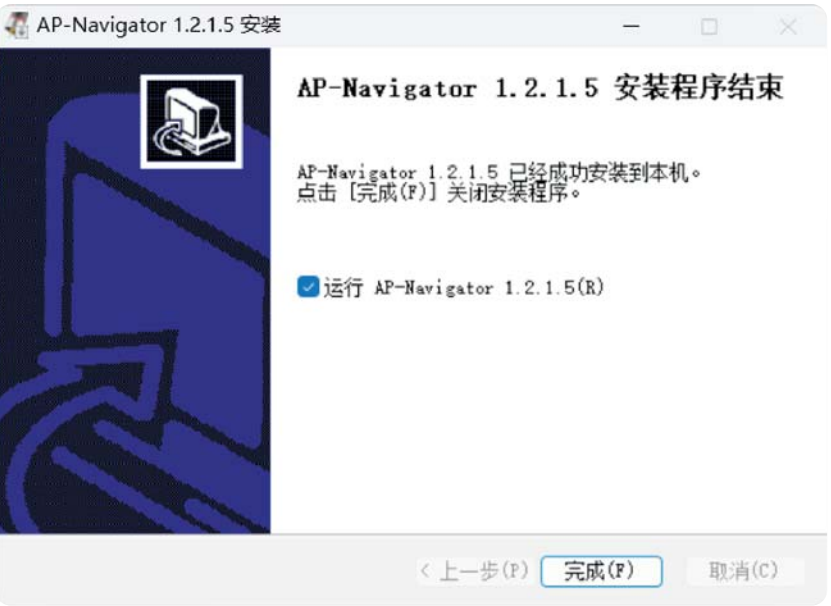 AP-Navigator 1.2.1.5 安装
AP-Navigator 1.2.1.5 安装程序结束
AP-Navigator 1.2.1.5 已经成功安装到本机。
点击 [完成(F)] 关闭安装程序。
运行 AP-Navigator 1.2.1.5(R)
< 上一步(P) 完成(F) 取消(C)